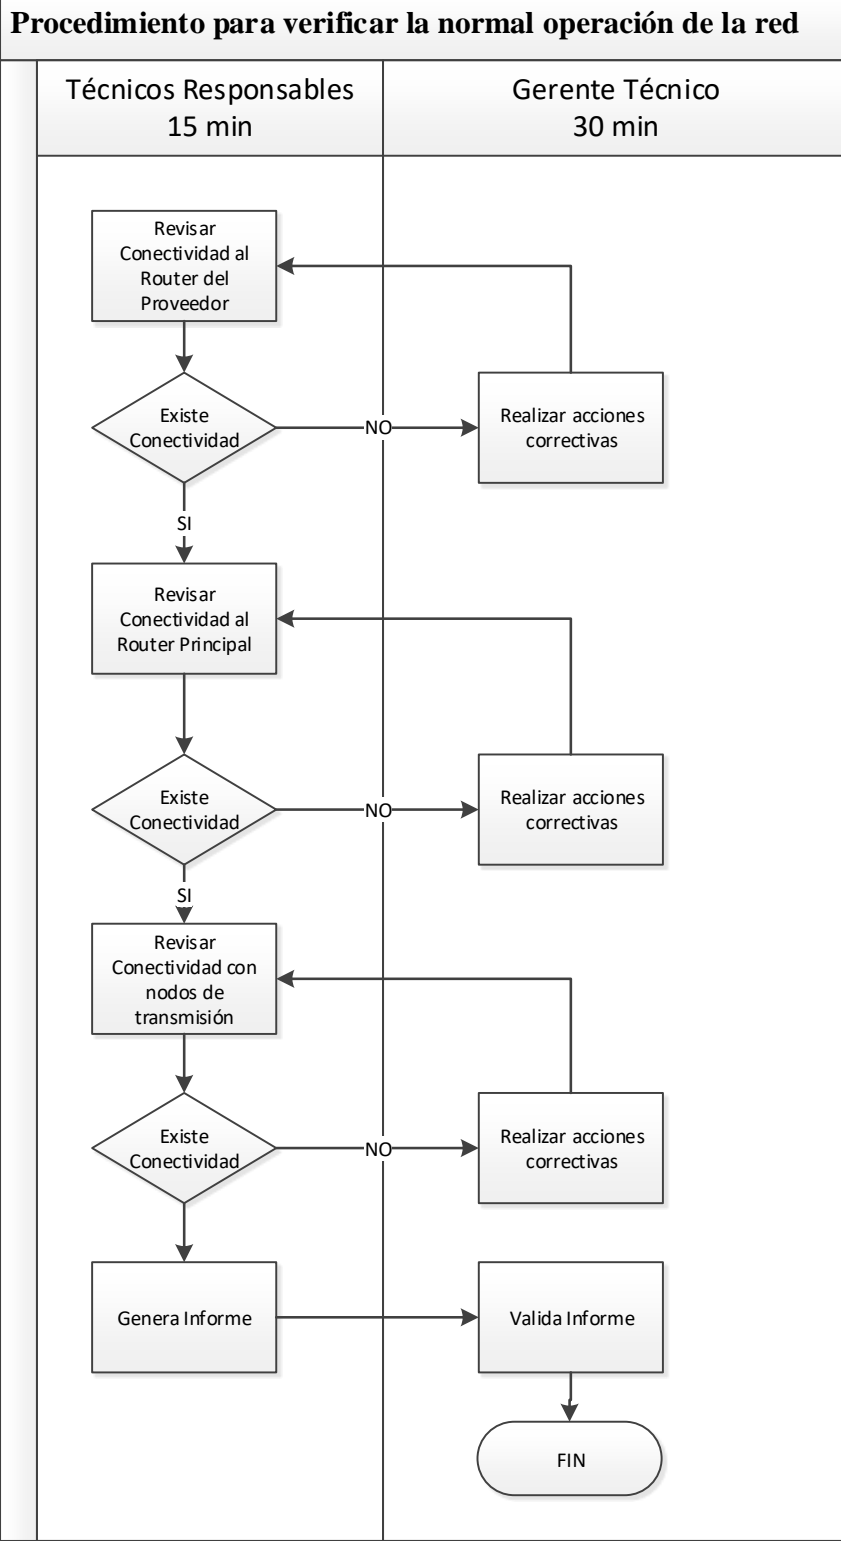 Procedimiento para verificar la normal operación de la red
Técnicos Responsables
15 min
Gerente Técnico
30 min
Revisar
Conectividad al
Router del
Proveedor
Existe
Conectividad
NO
Realizar acciones
correctivas
SI
Revisar
Conectividad al
Router Principal
Existe
Conectividad
NO
Realizar acciones
correctivas
SI
Revisar
Conectividad con
nodos de
transmisión
Existe
Conectividad
NO
Realizar acciones
correctivas
Genera Informe
Valida Informe
FIN